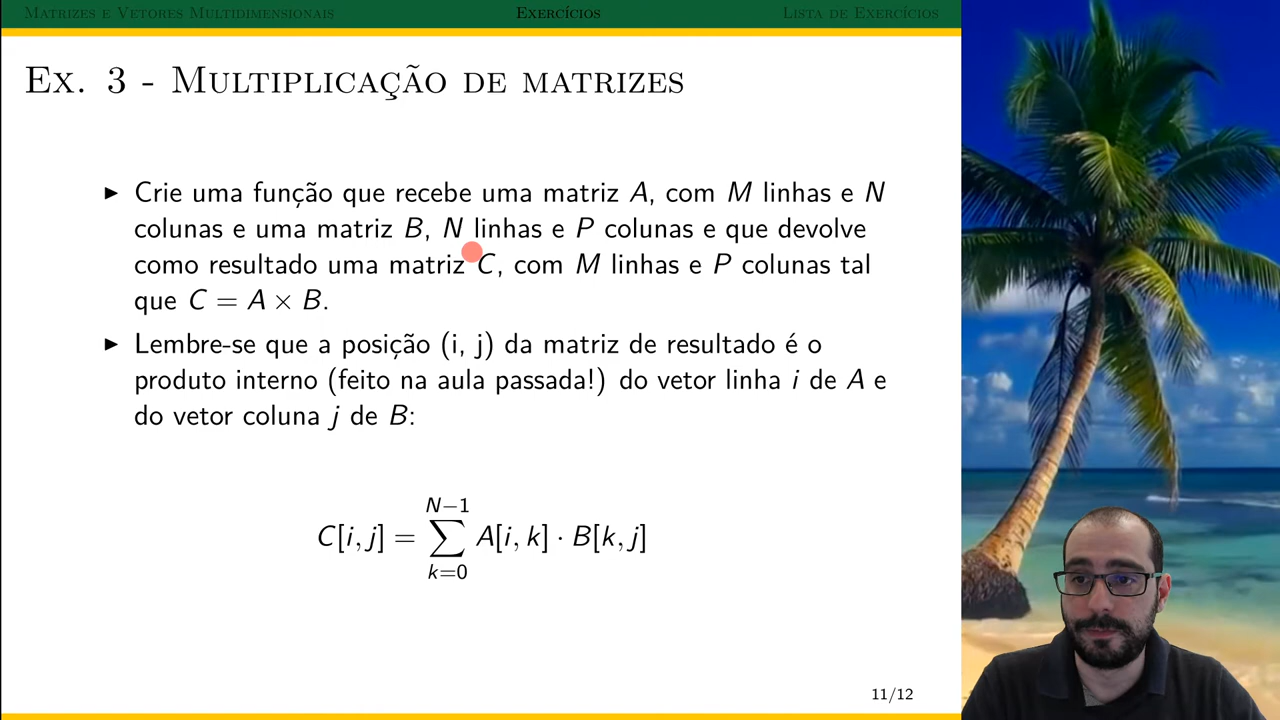 Matrizes e Vetores Multidimensionais Exercícios Lista de Exercícios
Ex. 3 - Multiplicação de matrizes
▶ Crie uma função que recebe uma matriz A, com M linhas e N
colunas e uma matriz B, N linhas e P colunas e que devolve
como resultado uma matriz C, com M linhas e P colunas tal
que C = A × B.
▶ Lembre-se que a posição (i, j) da matriz de resultado é o
produto interno (feito na aula passada!) do vetor linha i de A e
do vetor coluna j de B:
N−1
C[i, j] = ∑ A[i, k] · B[k, j]
k=0
11/12